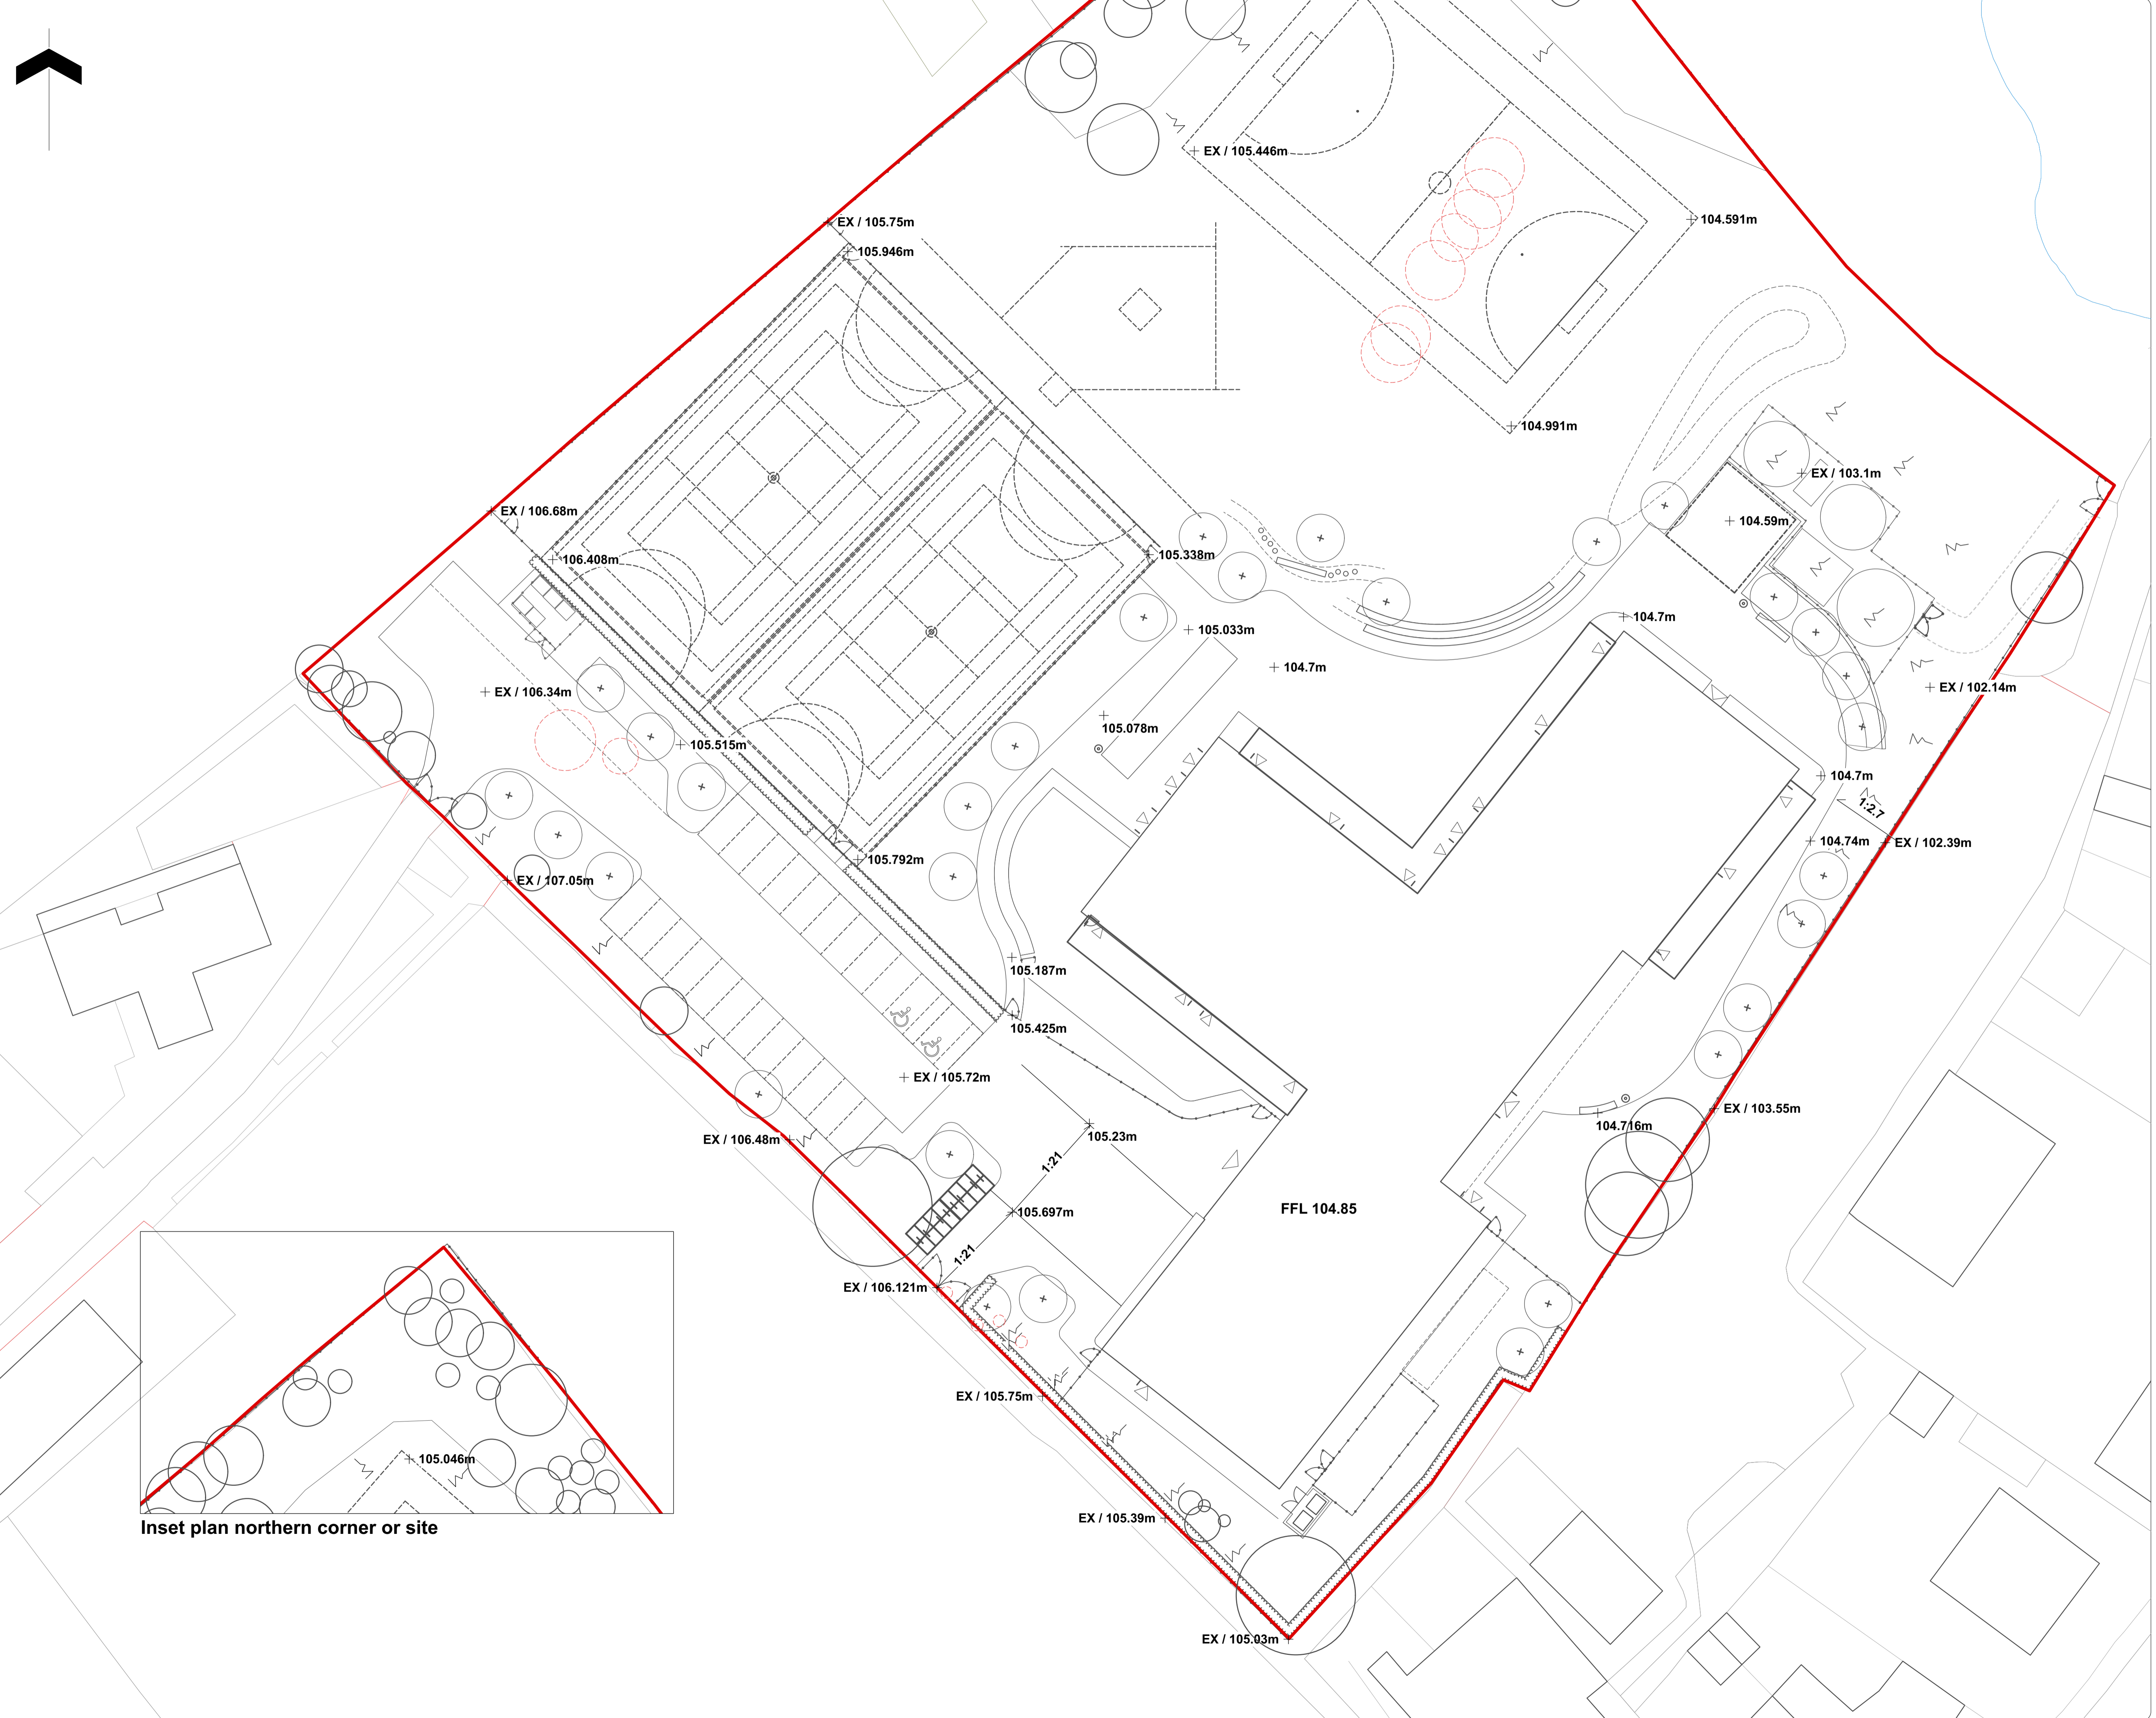 EX / 105.446m
104.591m
EX / 105.75m
105.946m
104.991m
EX / 103.1m
EX / 106.68m
104.59m
105.338m
106.408m
104.7m
105.033m
104.7m
EX / 102.14m
EX / 106.34m
105.078m
105.515m
104.7m
1:2.7
104.74m
EX / 102.39m
105.792m
EX / 107.05m
105.187m
105.425m
EX / 105.72m
EX / 103.55m
104.716m
105.23m
EX / 106.48m
1:21
FFL 104.85
105.697m
1:21
EX / 106.121m
EX / 105.75m
105.046m
EX / 105.39m
Inset plan northern corner or site
EX / 105.03m